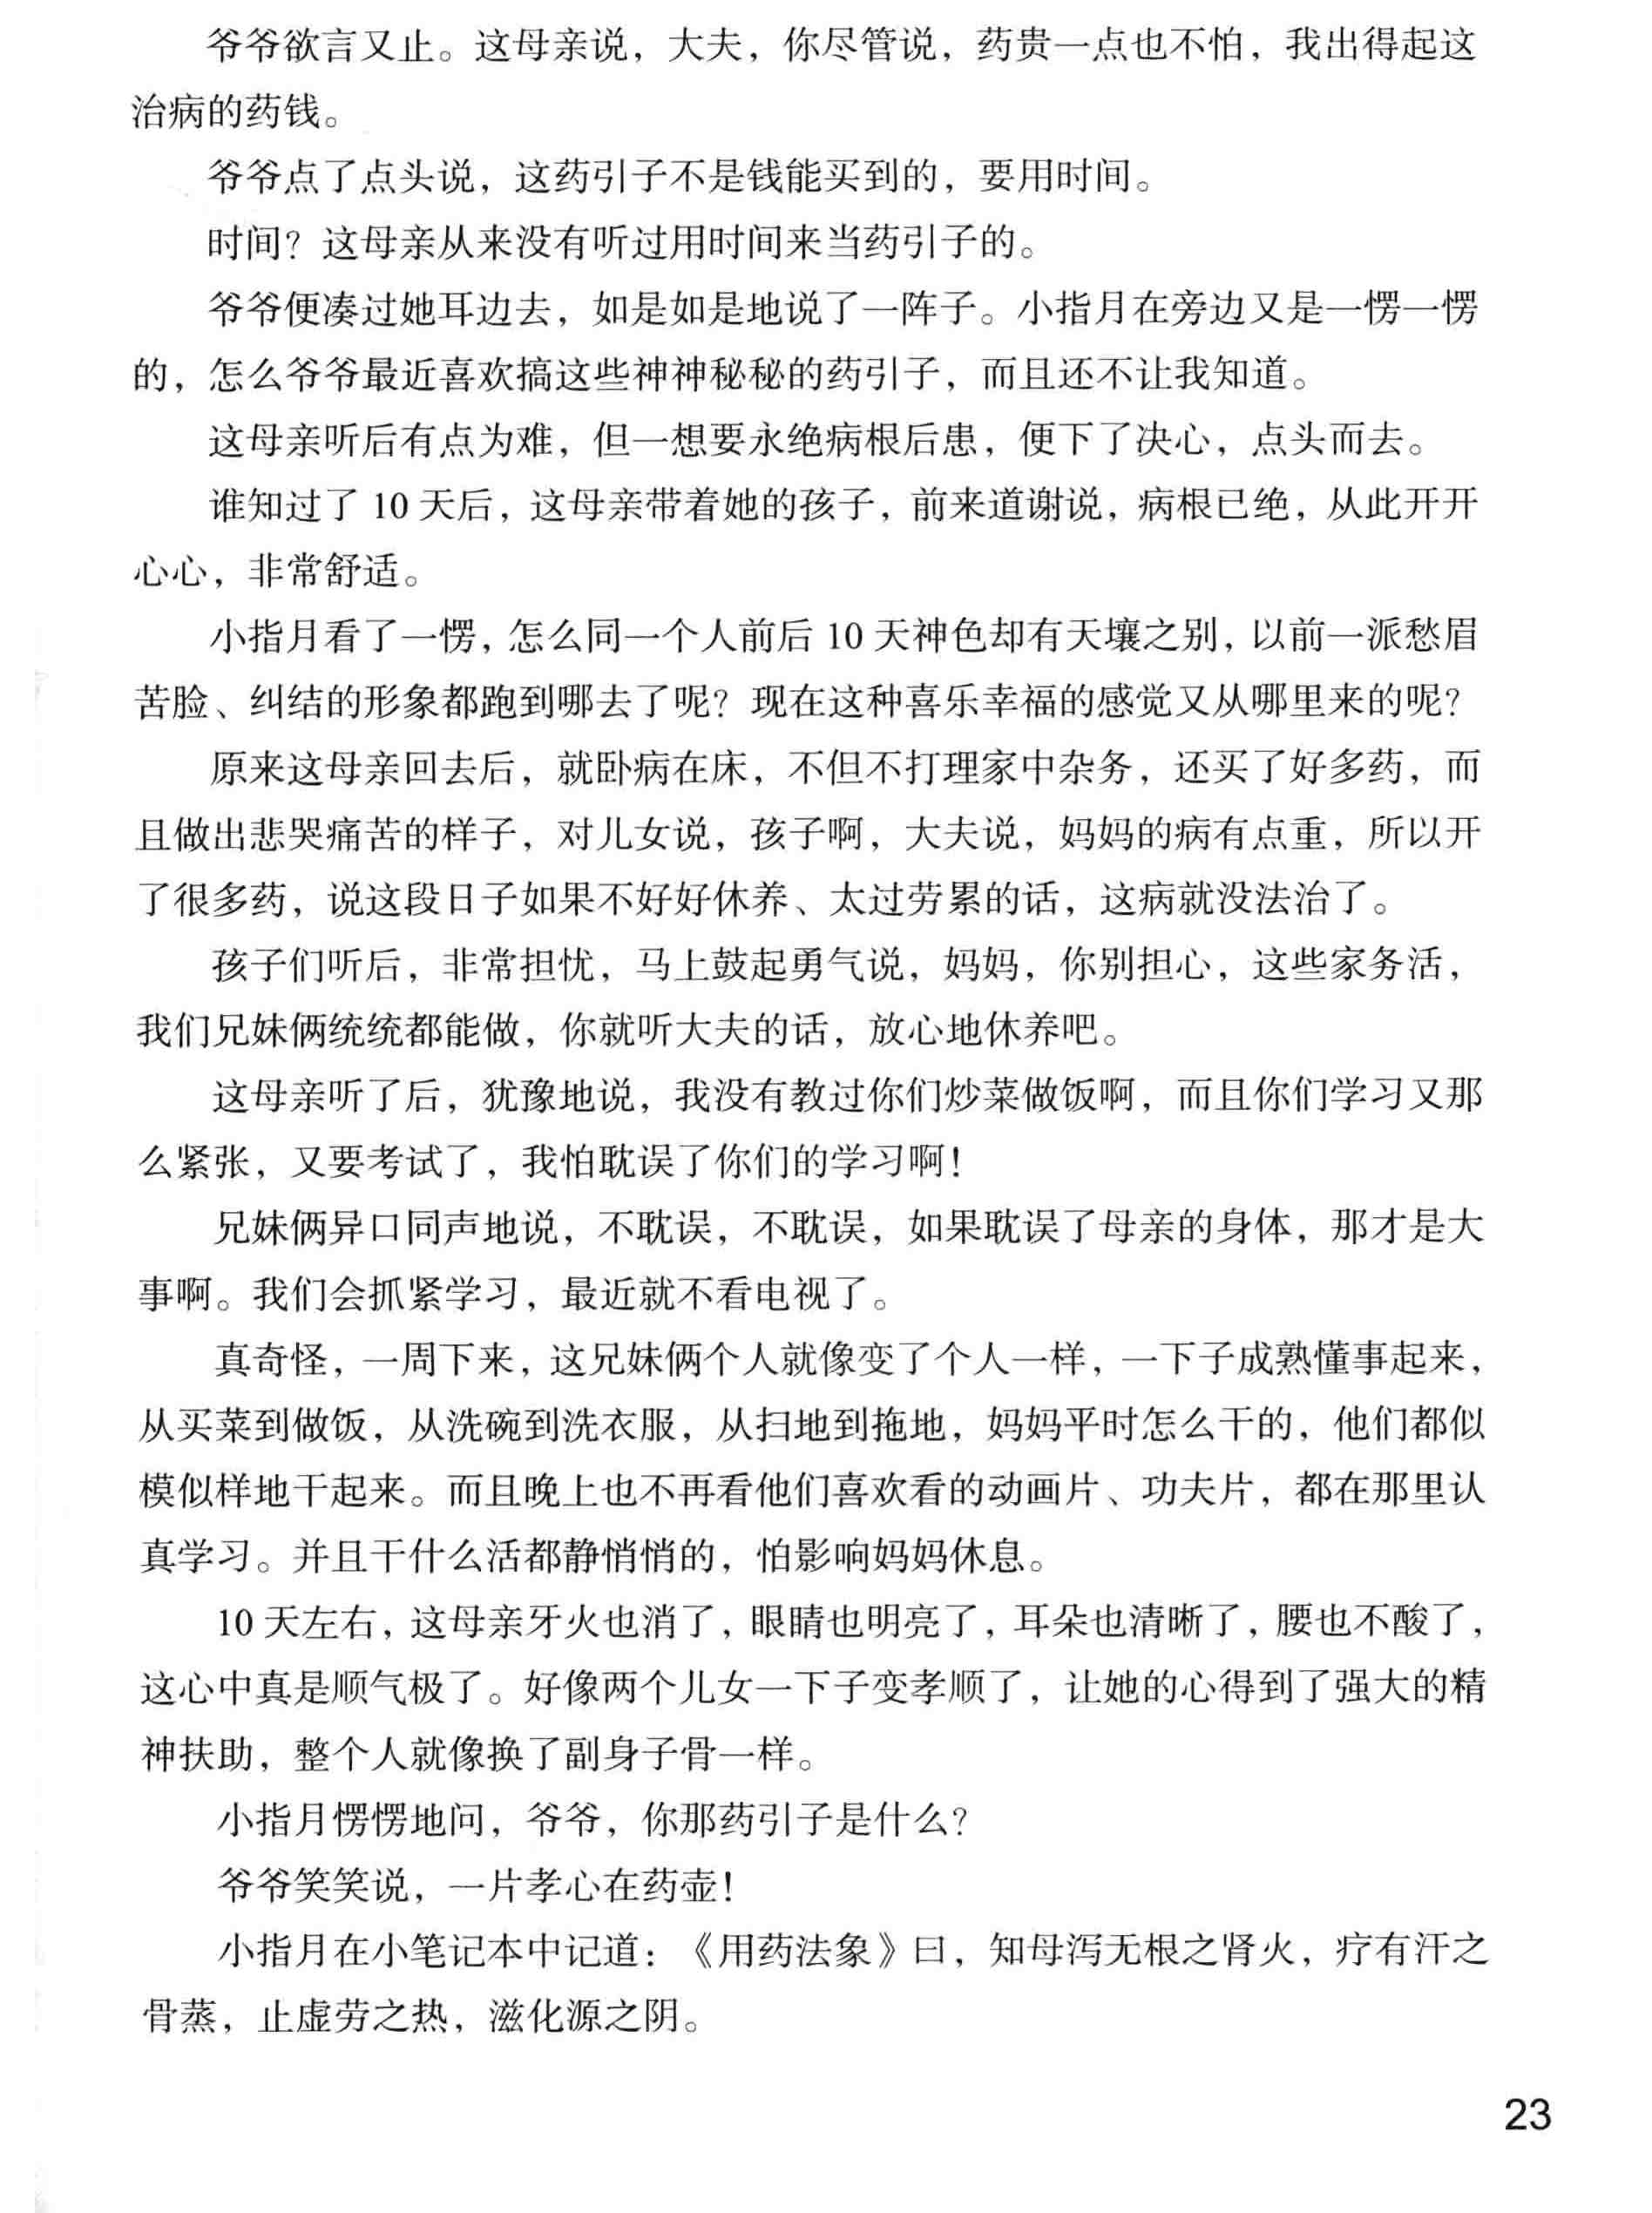 爷爷欲言又止。这母亲说，大夫，你尽管说，药贵一点也不怕，我出得起这
治病的药钱。
爷爷点了点头说，这药引子不是钱能买到的，要用时间。
时间？这母亲从来没有听过用时间来当药引子的。
爷爷便凑过她耳边去，如是如是地说了一阵子。小指月在旁边又是一愣一愣
的，怎么爷爷最近喜欢搞这些神神秘秘的药引子，而且还不让我知道。
这母亲听后有点为难，但一想要永绝病根后患，便下了决心，点头而去。
谁知过了 10 天后，这母亲带着她的孩子，前来道谢说，病根已绝，从此开开
心心，非常舒适。
小指月看了一愣，怎么同一个人前后 10 天神色却有天壤之别，以前一派愁眉
苦脸、纠结的形象都跑到哪去了呢？现在这种喜乐幸福的感觉又从哪里来的呢？
原来这母亲回去后，就卧病在床，不但不打理家中杂务，还买了好多药，而
且做出悲哭痛苦的样子，对儿女说，孩子啊，大夫说，妈妈的病有点重，所以开
了很多药，说这段日子如果不好好休养、太过劳累的话，这病就没法治了。
孩子们听后，非常担忧，马上鼓起勇气说，妈妈，你别担心，这些家务活，
我们兄妹俩统统都能做，你就听大夫的话，放心地休养吧。
这母亲听了后，犹豫地说，我没有教过你们炒菜做饭啊，而且你们学习又那
么紧张，又要考试了，我怕耽误了你们的学习啊！
兄妹俩异口同声地说，不耽误，不耽误，如果耽误了母亲的身体，那才是大
事啊。我们会抓紧学习，最近就不看电视了。
真奇怪，一周下来，这兄妹俩个人就像变了个人一样，一下子成熟懂事起来，
从买菜到做饭，从洗碗到洗衣服，从扫地到拖地，妈妈平时怎么干的，他们都似
模似样地干起来。而且晚上也不再看他们喜欢看的动画片、功夫片，都在那里认
真学习。并且干什么活都静悄悄的，怕影响妈妈休息。
10 天左右，这母亲牙火也消了，眼睛也明亮了，耳朵也清晰了，腰也不酸了，
这心中真是顺气极了。好像两个儿女一下子变孝顺了，让她的心得到了强大的精
神扶助，整个人就像换了副身子骨一样。
小指月愣愣地问，爷爷，你那药引子是什么？
爷爷笑笑说，一片孝心在药壶！
小指月在小笔记本中记道：《用药法象》曰，知母泻无根之肾火，疗有汗之
骨蒸，止虚劳之热，滋化源之阴。
23